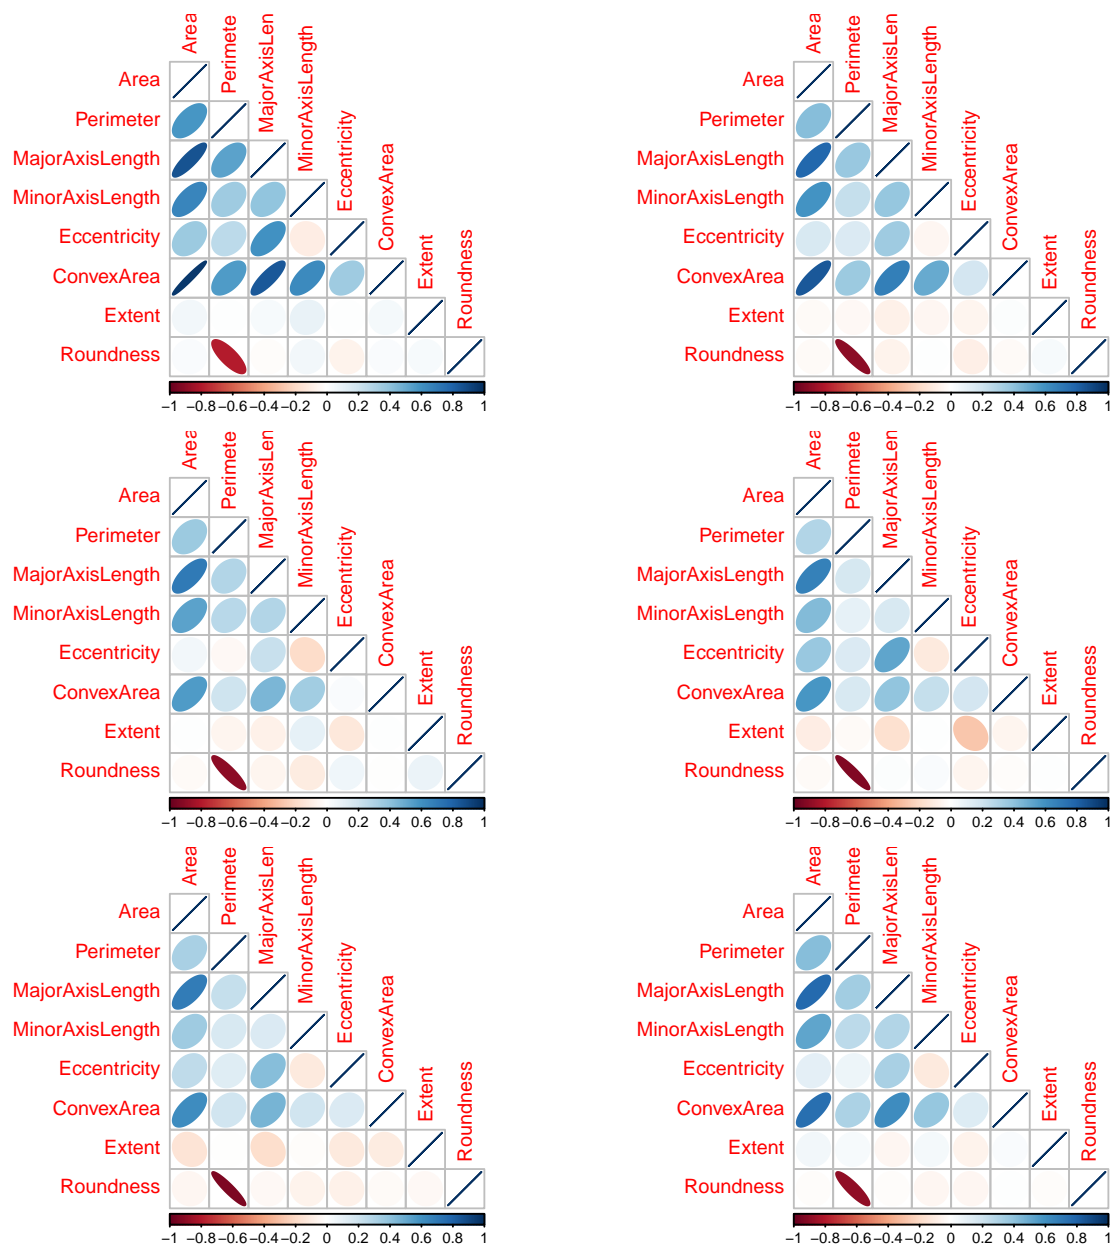 Area
Perimete
MajorAxisLen
MinorAxisLength
Eccentricity
ConvexArea
Extent
Roundness
Area
Perimeter
MajorAxisLength
MinorAxisLength
Eccentricity
ConvexArea
Extent
Roundness
−1 −0.8 −0.6 −0.4 −0.2 0 0.2 0.4 0.6 0.8 1
Area
Perimete
MajorAxisLen
MinorAxisLength
Eccentricity
ConvexArea
Extent
Roundness
Area
Perimeter
MajorAxisLength
MinorAxisLength
Eccentricity
ConvexArea
Extent
Roundness
−1 −0.8 −0.6 −0.4 −0.2 0 0.2 0.4 0.6 0.8 1
Area
Perimete
MajorAxisLen
MinorAxisLength
Eccentricity
ConvexArea
Extent
Roundness
Area
Perimeter
MajorAxisLength
MinorAxisLength
Eccentricity
ConvexArea
Extent
Roundness
−1 −0.8 −0.6 −0.4 −0.2 0 0.2 0.4 0.6 0.8 1
Area
Perimete
MajorAxisLen
MinorAxisLength
Eccentricity
ConvexArea
Extent
Roundness
Area
Perimeter
MajorAxisLength
MinorAxisLength
Eccentricity
ConvexArea
Extent
Roundness
−1 −0.8 −0.6 −0.4 −0.2 0 0.2 0.4 0.6 0.8 1
Area
Perimete
MajorAxisLen
MinorAxisLength
Eccentricity
ConvexArea
Extent
Roundness
Area
Perimeter
MajorAxisLength
MinorAxisLength
Eccentricity
ConvexArea
Extent
Roundness
−1 −0.8 −0.6 −0.4 −0.2 0 0.2 0.4 0.6 0.8 1
Area
Perimete
MajorAxisLen
MinorAxisLength
Eccentricity
ConvexArea
Extent
Roundness
Area
Perimeter
MajorAxisLength
MinorAxisLength
Eccentricity
ConvexArea
Extent
Roundness
−1 −0.8 −0.6 −0.4 −0.2 0 0.2 0.4 0.6 0.8 1